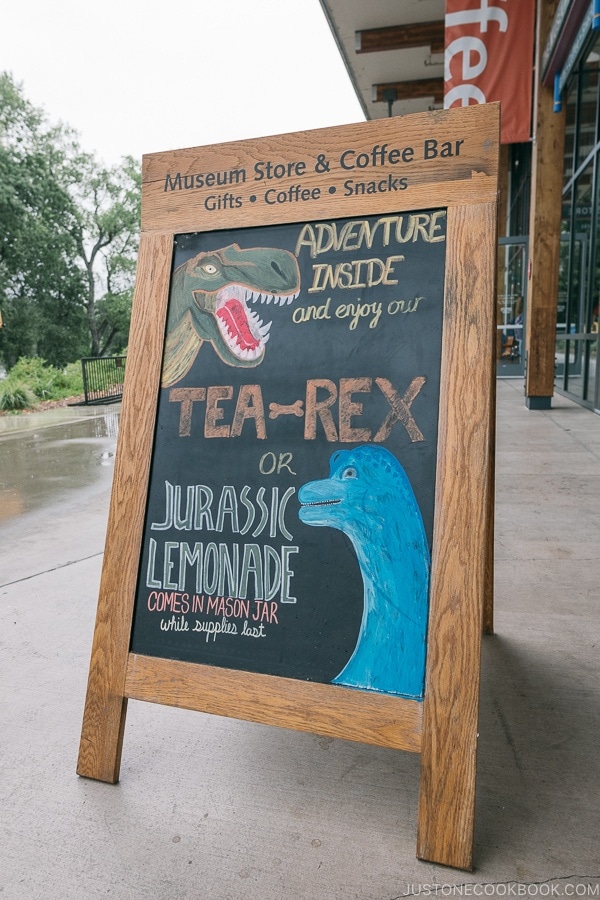 ffee
Museum Store & Coffee Bar
Gifts • Coffee • Snacks
ADVENTURE
INSIDE
and enjoy our
TEA-REX
OR
JURASSIC
LEMONADE
COMES IN MASON JAR
while supplies last
JUSTONECOOKBOOK.COM